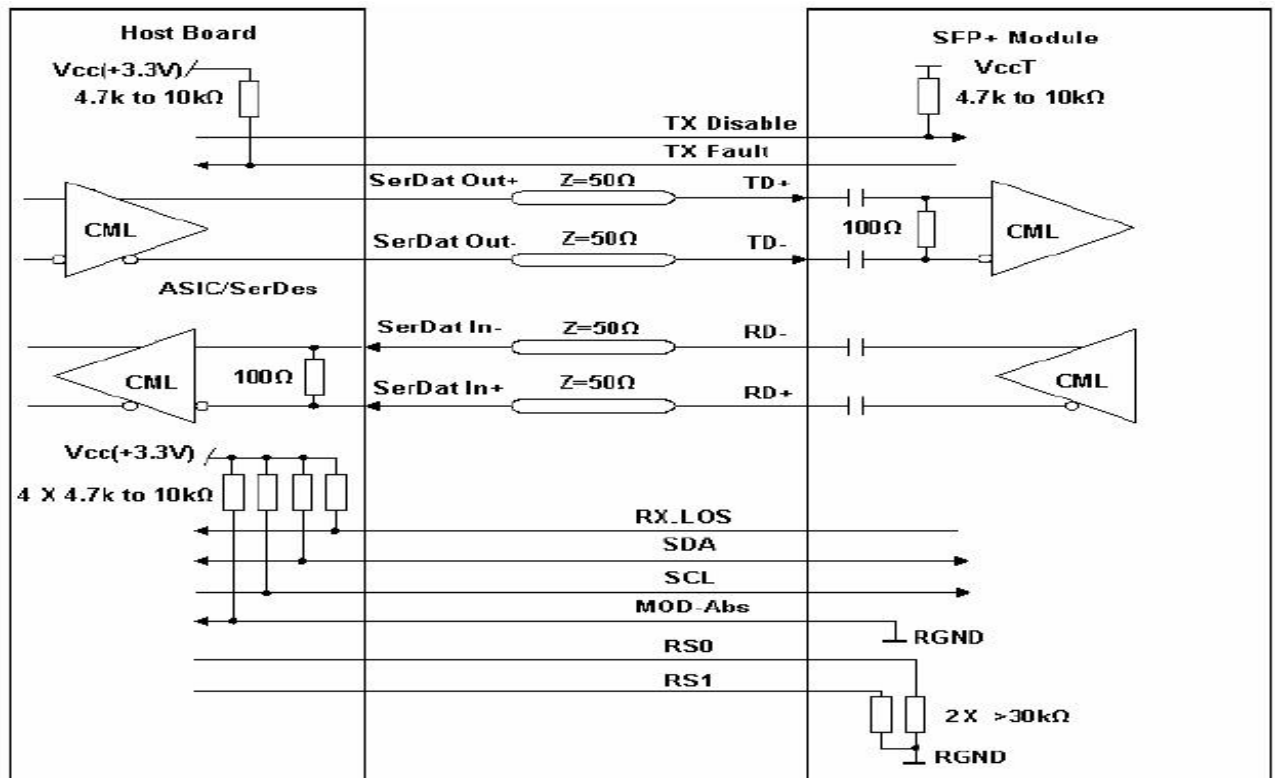 Host Board
SFP+ Module
Vcc(+3.3V)
4.7k to 10kΩ
VccT
4.7k to 10kΩ
TX Disable
TX Fault
SerDat Out+
Z=50Ω
TD+
CML
100Ω
CML
SerDat Out-
Z=50Ω
TD-
ASIC/SerDes
SerDat In-
Z=50Ω
RD-
CML
100Ω
SerDat In+
Z=50Ω
RD+
CML
Vcc(+3.3V)
4 X 4.7k to 10kΩ
RX_LOS
SDA
SCL
MOD-Abs
RGND
RS0
RS1
2X >30kΩ
RGND